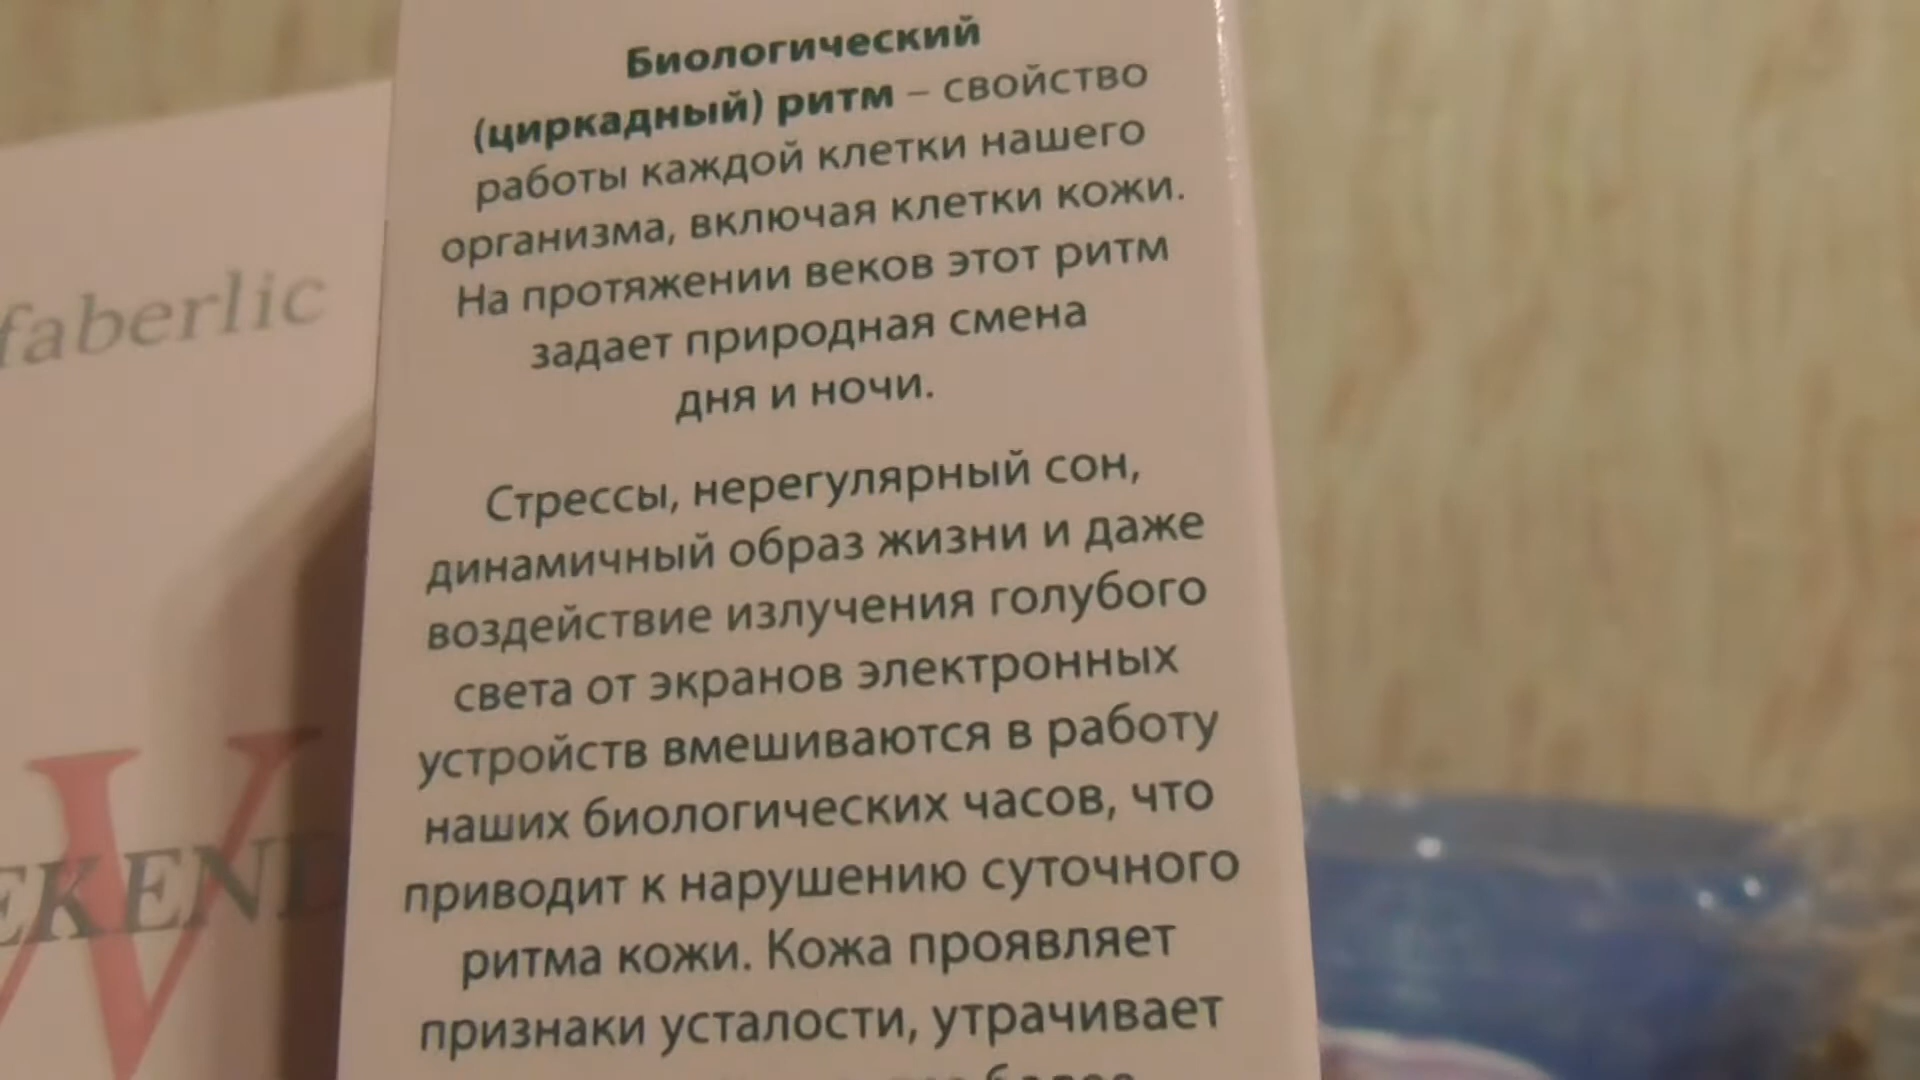 Биологический
(циркадный) ритм – свойство
работы каждой клетки нашего
организма, включая клетки кожи.
На протяжении веков этот ритм
задает природная смена
дня и ночи.
Стрессы, нерегулярный сон,
динамичный образ жизни и даже
воздействие излучения голубого
света от экранов электронных
устройств вмешиваются в работу
наших биологических часов, что
приводит к нарушению суточного
ритма кожи. Кожа проявляет
признаки усталости, утрачивает
faberlic
W
EKEND